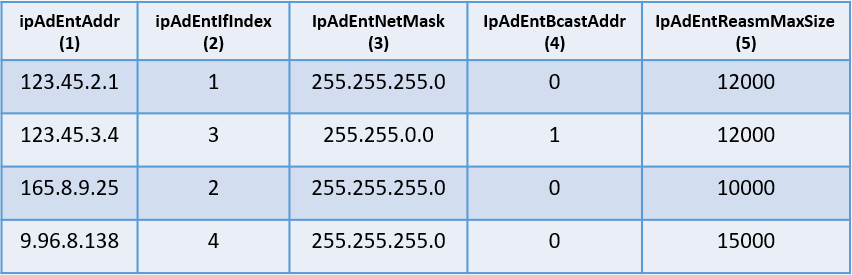 ipAdEntAddr ipAdEntIfIndex IpAdEntNetMask IpAdEntBcastAddr IpAdEntReasmMaxSize
(1) (2) (3) (4) (5)
123.45.2.1 1 255.255.255.0 0 12000
123.45.3.4 3 255.255.0.0 1 12000
165.8.9.25 2 255.255.255.0 0 10000
9.96.8.138 4 255.255.255.0 0 15000